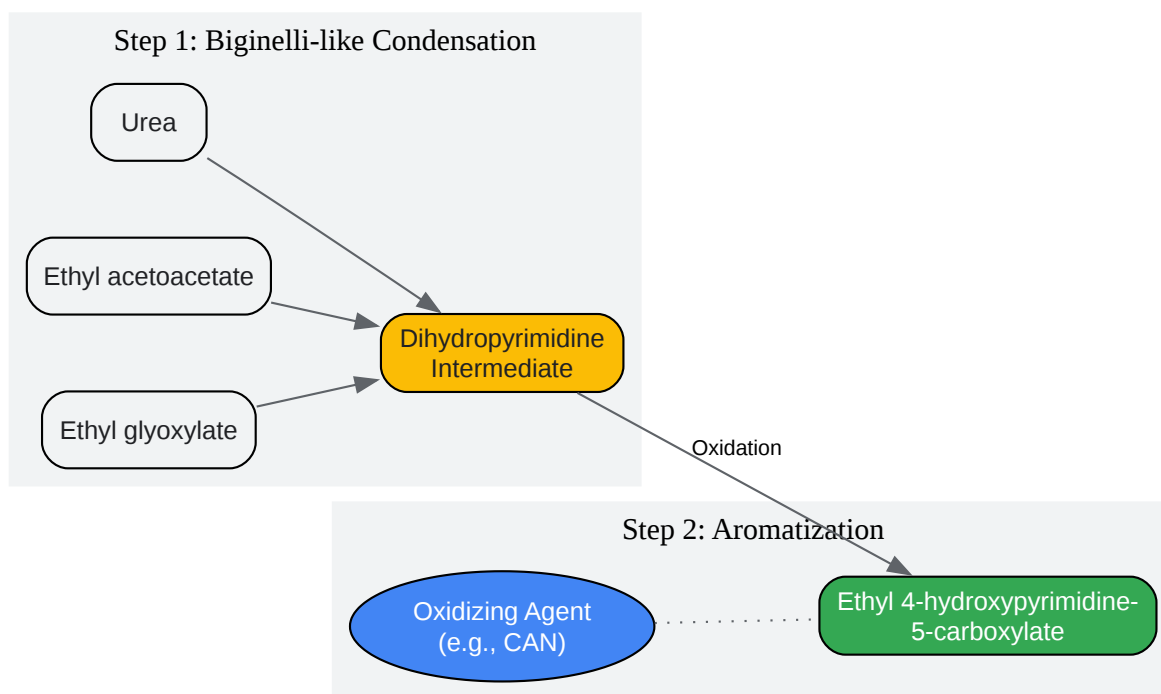 Step 1: Biginelli-like Condensation
Urea
Ethyl acetoacetate
Dihydropyrimidine
Intermediate
Ethyl glyoxylate
Oxidation
Step 2: Aromatization
Oxidizing Agent
(e.g., CAN)
Ethyl 4-hydroxypyrimidine-
5-carboxylate